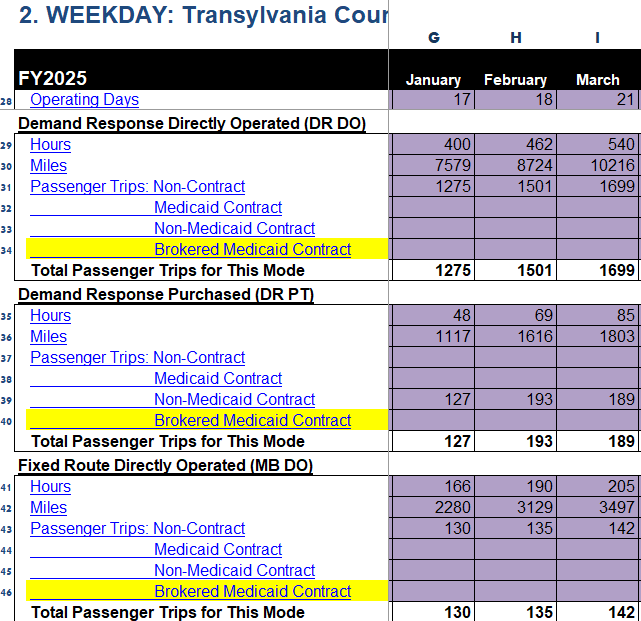 2. WEEKDAY: Transylvania Cour
G H I
FY2025 January February March
28 Operating Days 17 18 21
Demand Response Directly Operated (DR DO)
29 Hours 400 462 540
30 Miles 7579 8724 10216
31 Passenger Trips: Non-Contract 1275 1501 1699
32 Medicaid Contract
33 Non-Medicaid Contract
34 Brokered Medicaid Contract
Total Passenger Trips for This Mode 1275 1501 1699
Demand Response Purchased (DR PT)
35 Hours 48 69 85
36 Miles 1117 1616 1803
37 Passenger Trips: Non-Contract
38 Medicaid Contract
39 Non-Medicaid Contract 127 193 189
40 Brokered Medicaid Contract
Total Passenger Trips for This Mode 127 193 189
Fixed Route Directly Operated (MB DO)
41 Hours 166 190 205
42 Miles 2280 3129 3497
43 Passenger Trips: Non-Contract 130 135 142
44 Medicaid Contract
45 Non-Medicaid Contract
46 Brokered Medicaid Contract
Total Passenger Trips for This Mode 130 135 142